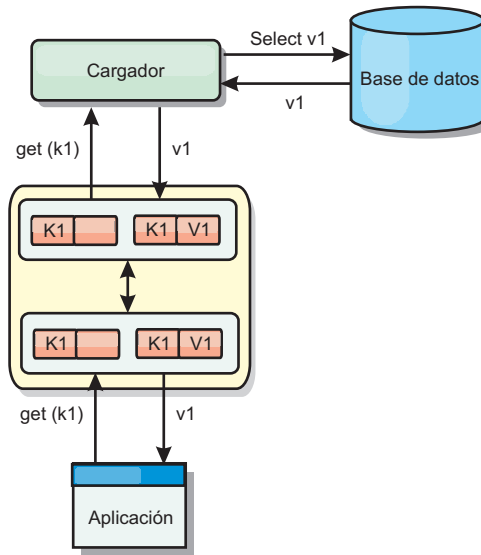 Select v1
Cargador
Base de datos
v1
get (k1)
v1
K1
K1 V1
K1
K1 V1
get (k1)
v1
Aplicación